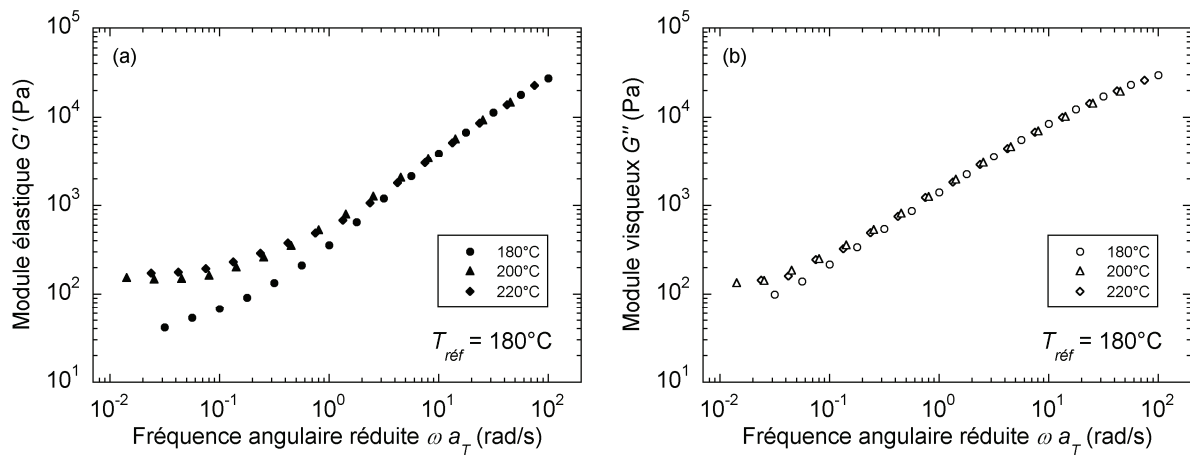 (a)
Module élastique G' (Pa)
10^5
10^4
10^3
10^2
10^1
180°C
200°C
220°C
T_réf = 180°C
10^-2 10^-1 10^0 10^1 10^2
Fréquence angulaire réduite ω a_T (rad/s)
(b)
Module visqueux G" (Pa)
10^5
10^4
10^3
10^2
10^1
180°C
200°C
220°C
T_réf = 180°C
10^-2 10^-1 10^0 10^1 10^2
Fréquence angulaire réduite ω a_T (rad/s)